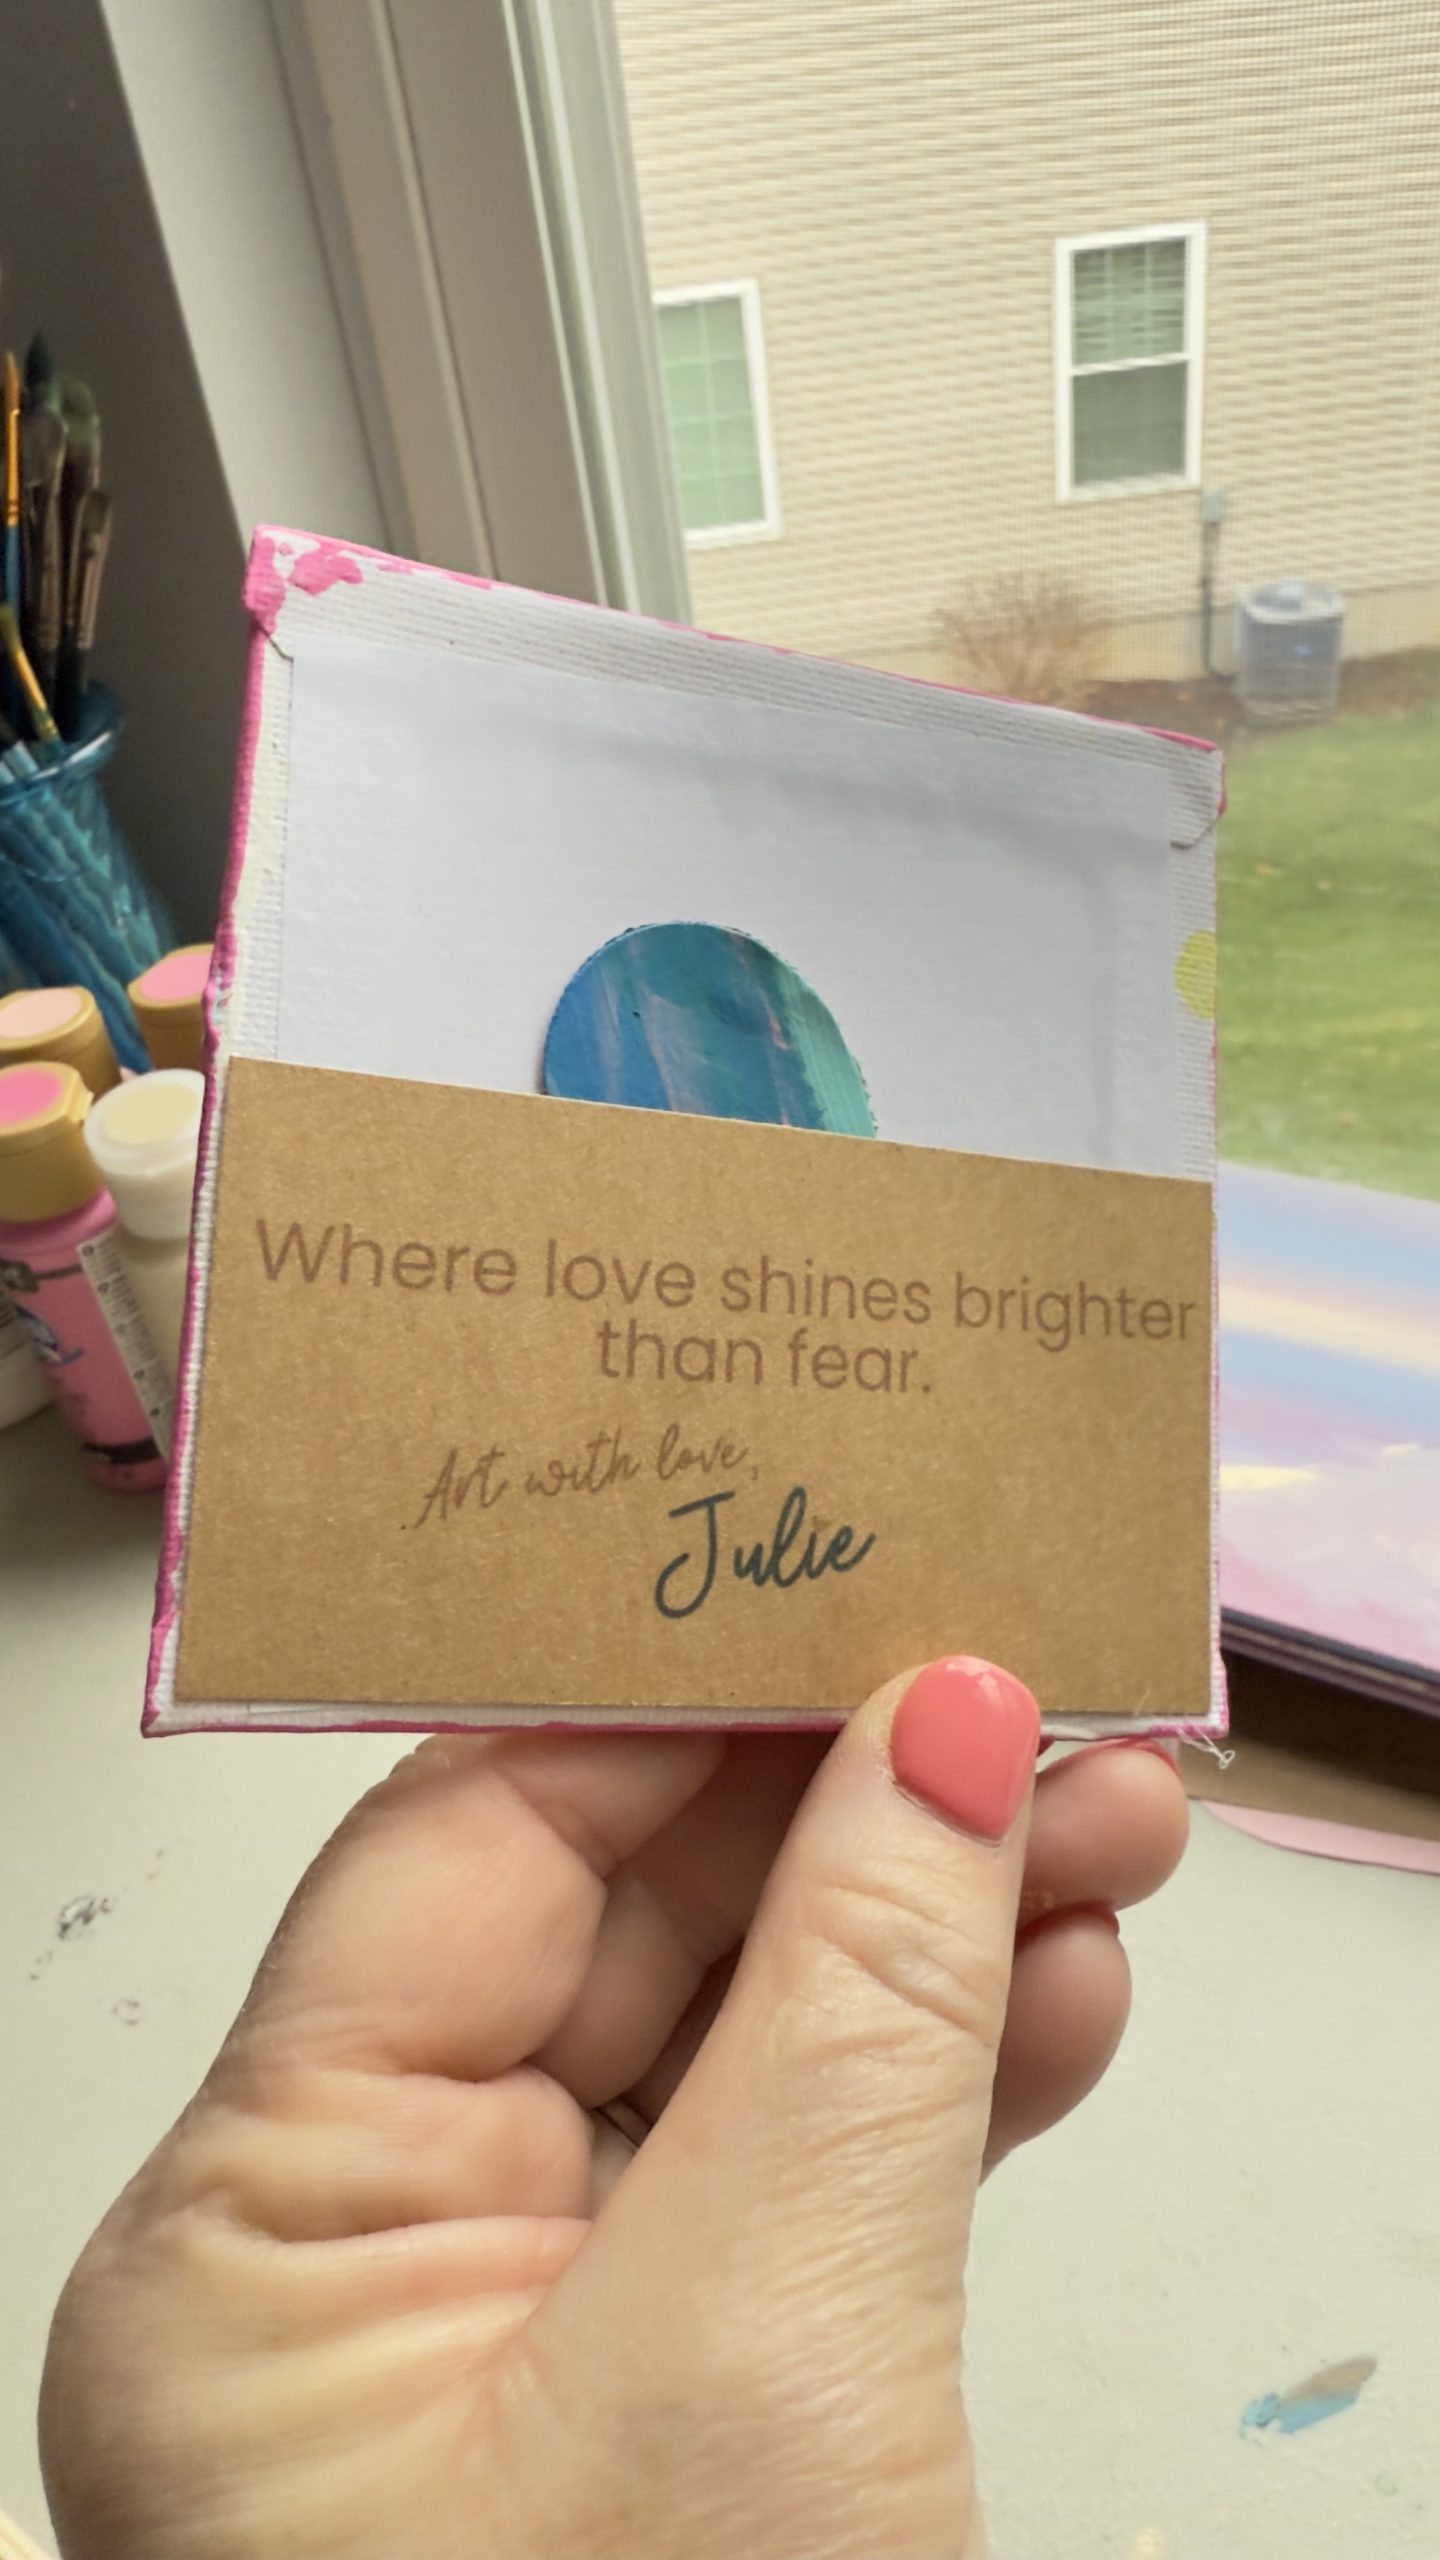 Where love shines brighter
than fear.
Art with love,
Julie